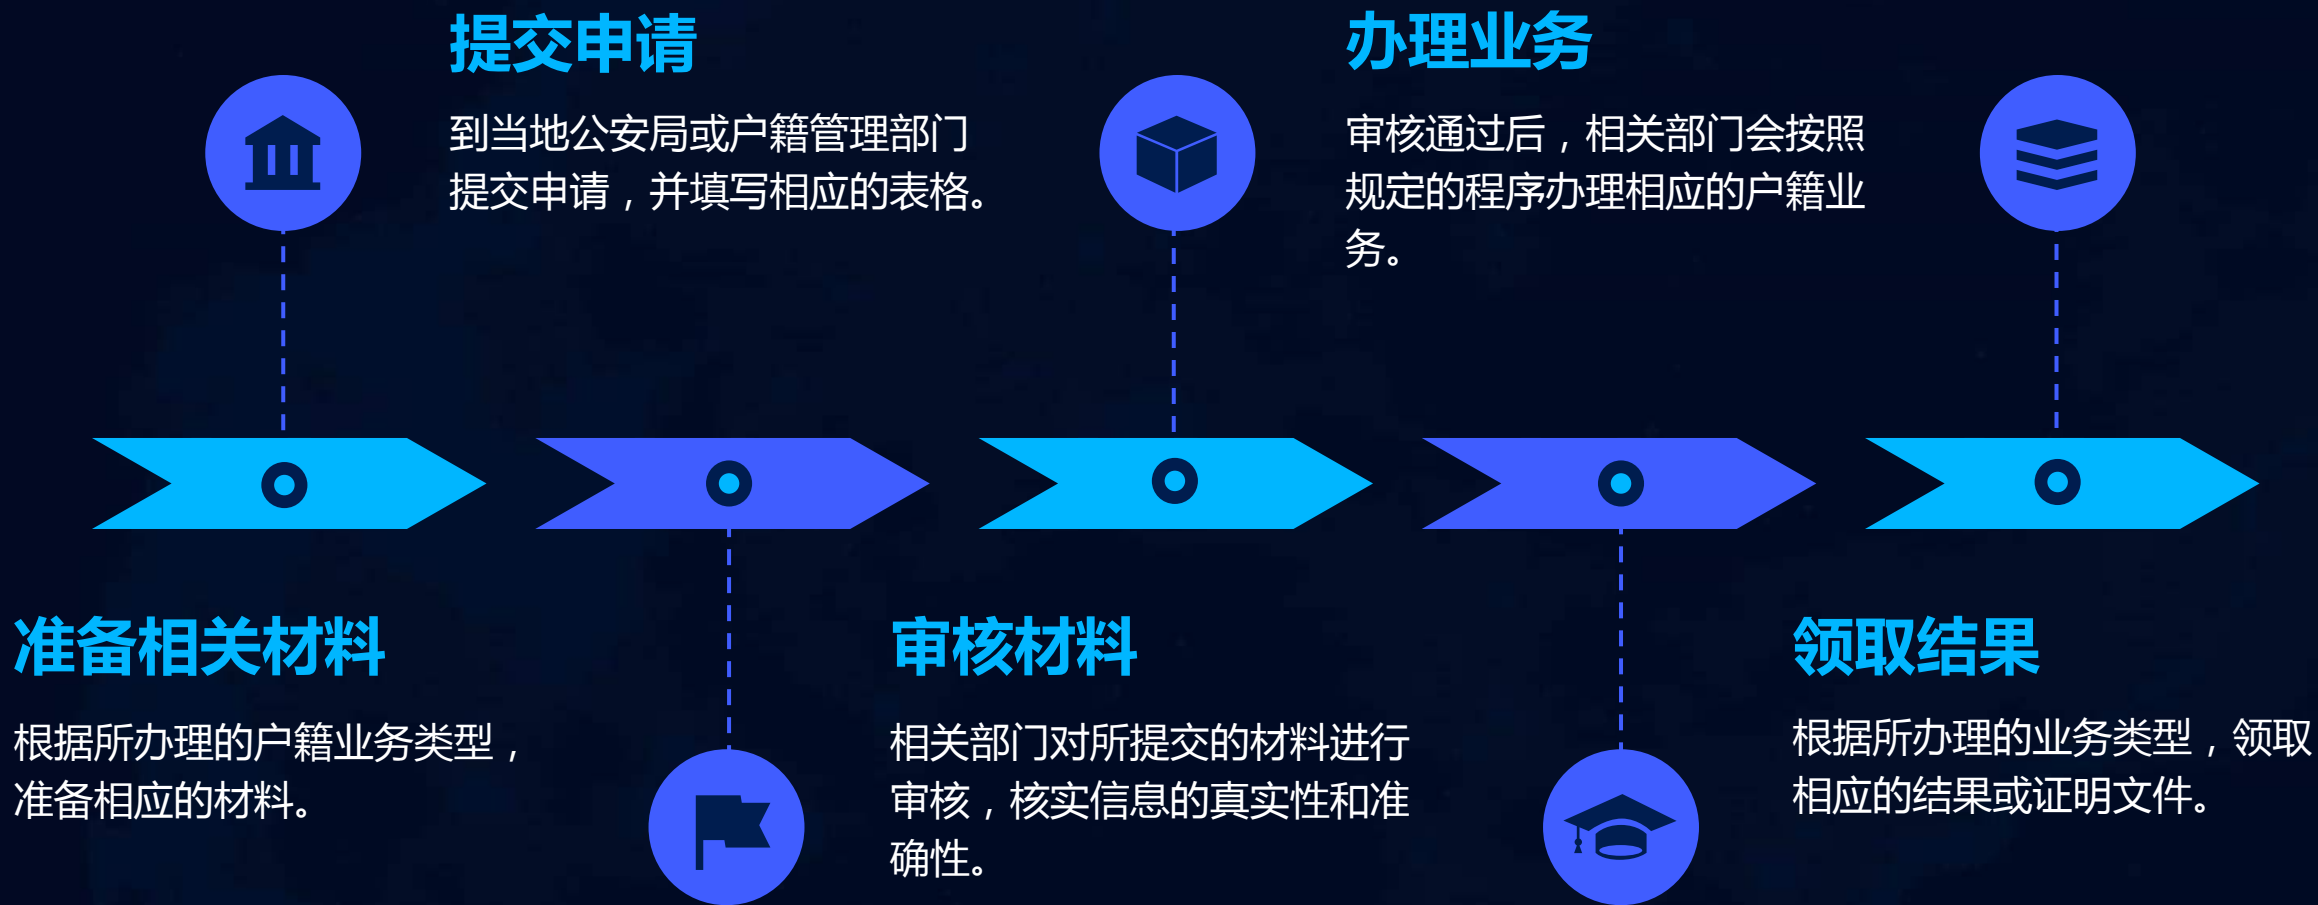 准备相关材料
根据所办理的户籍业务类型，
准备相应的材料。
提交申请
到当地公安局或户籍管理部门
提交申请，并填写相应的表格。
审核材料
相关部门对所提交的材料进行
审核，核实信息的真实性和准
确性。
办理业务
审核通过后，相关部门会按照
规定的程序办理相应的户籍业
务。
领取结果
根据所办理的业务类型，领取
相应的结果或证明文件。